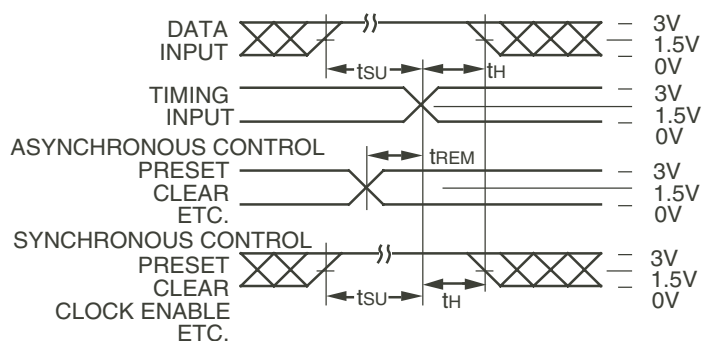 DATA
INPUT
3V
1.5V
0V
tSU
tH
TIMING
INPUT
3V
1.5V
0V
ASYNCHRONOUS CONTROL
PRESET
CLEAR
ETC.
tREM
3V
1.5V
0V
SYNCHRONOUS CONTROL
PRESET
CLEAR
CLOCK ENABLE
ETC.
3V
1.5V
0V
tSU
tH